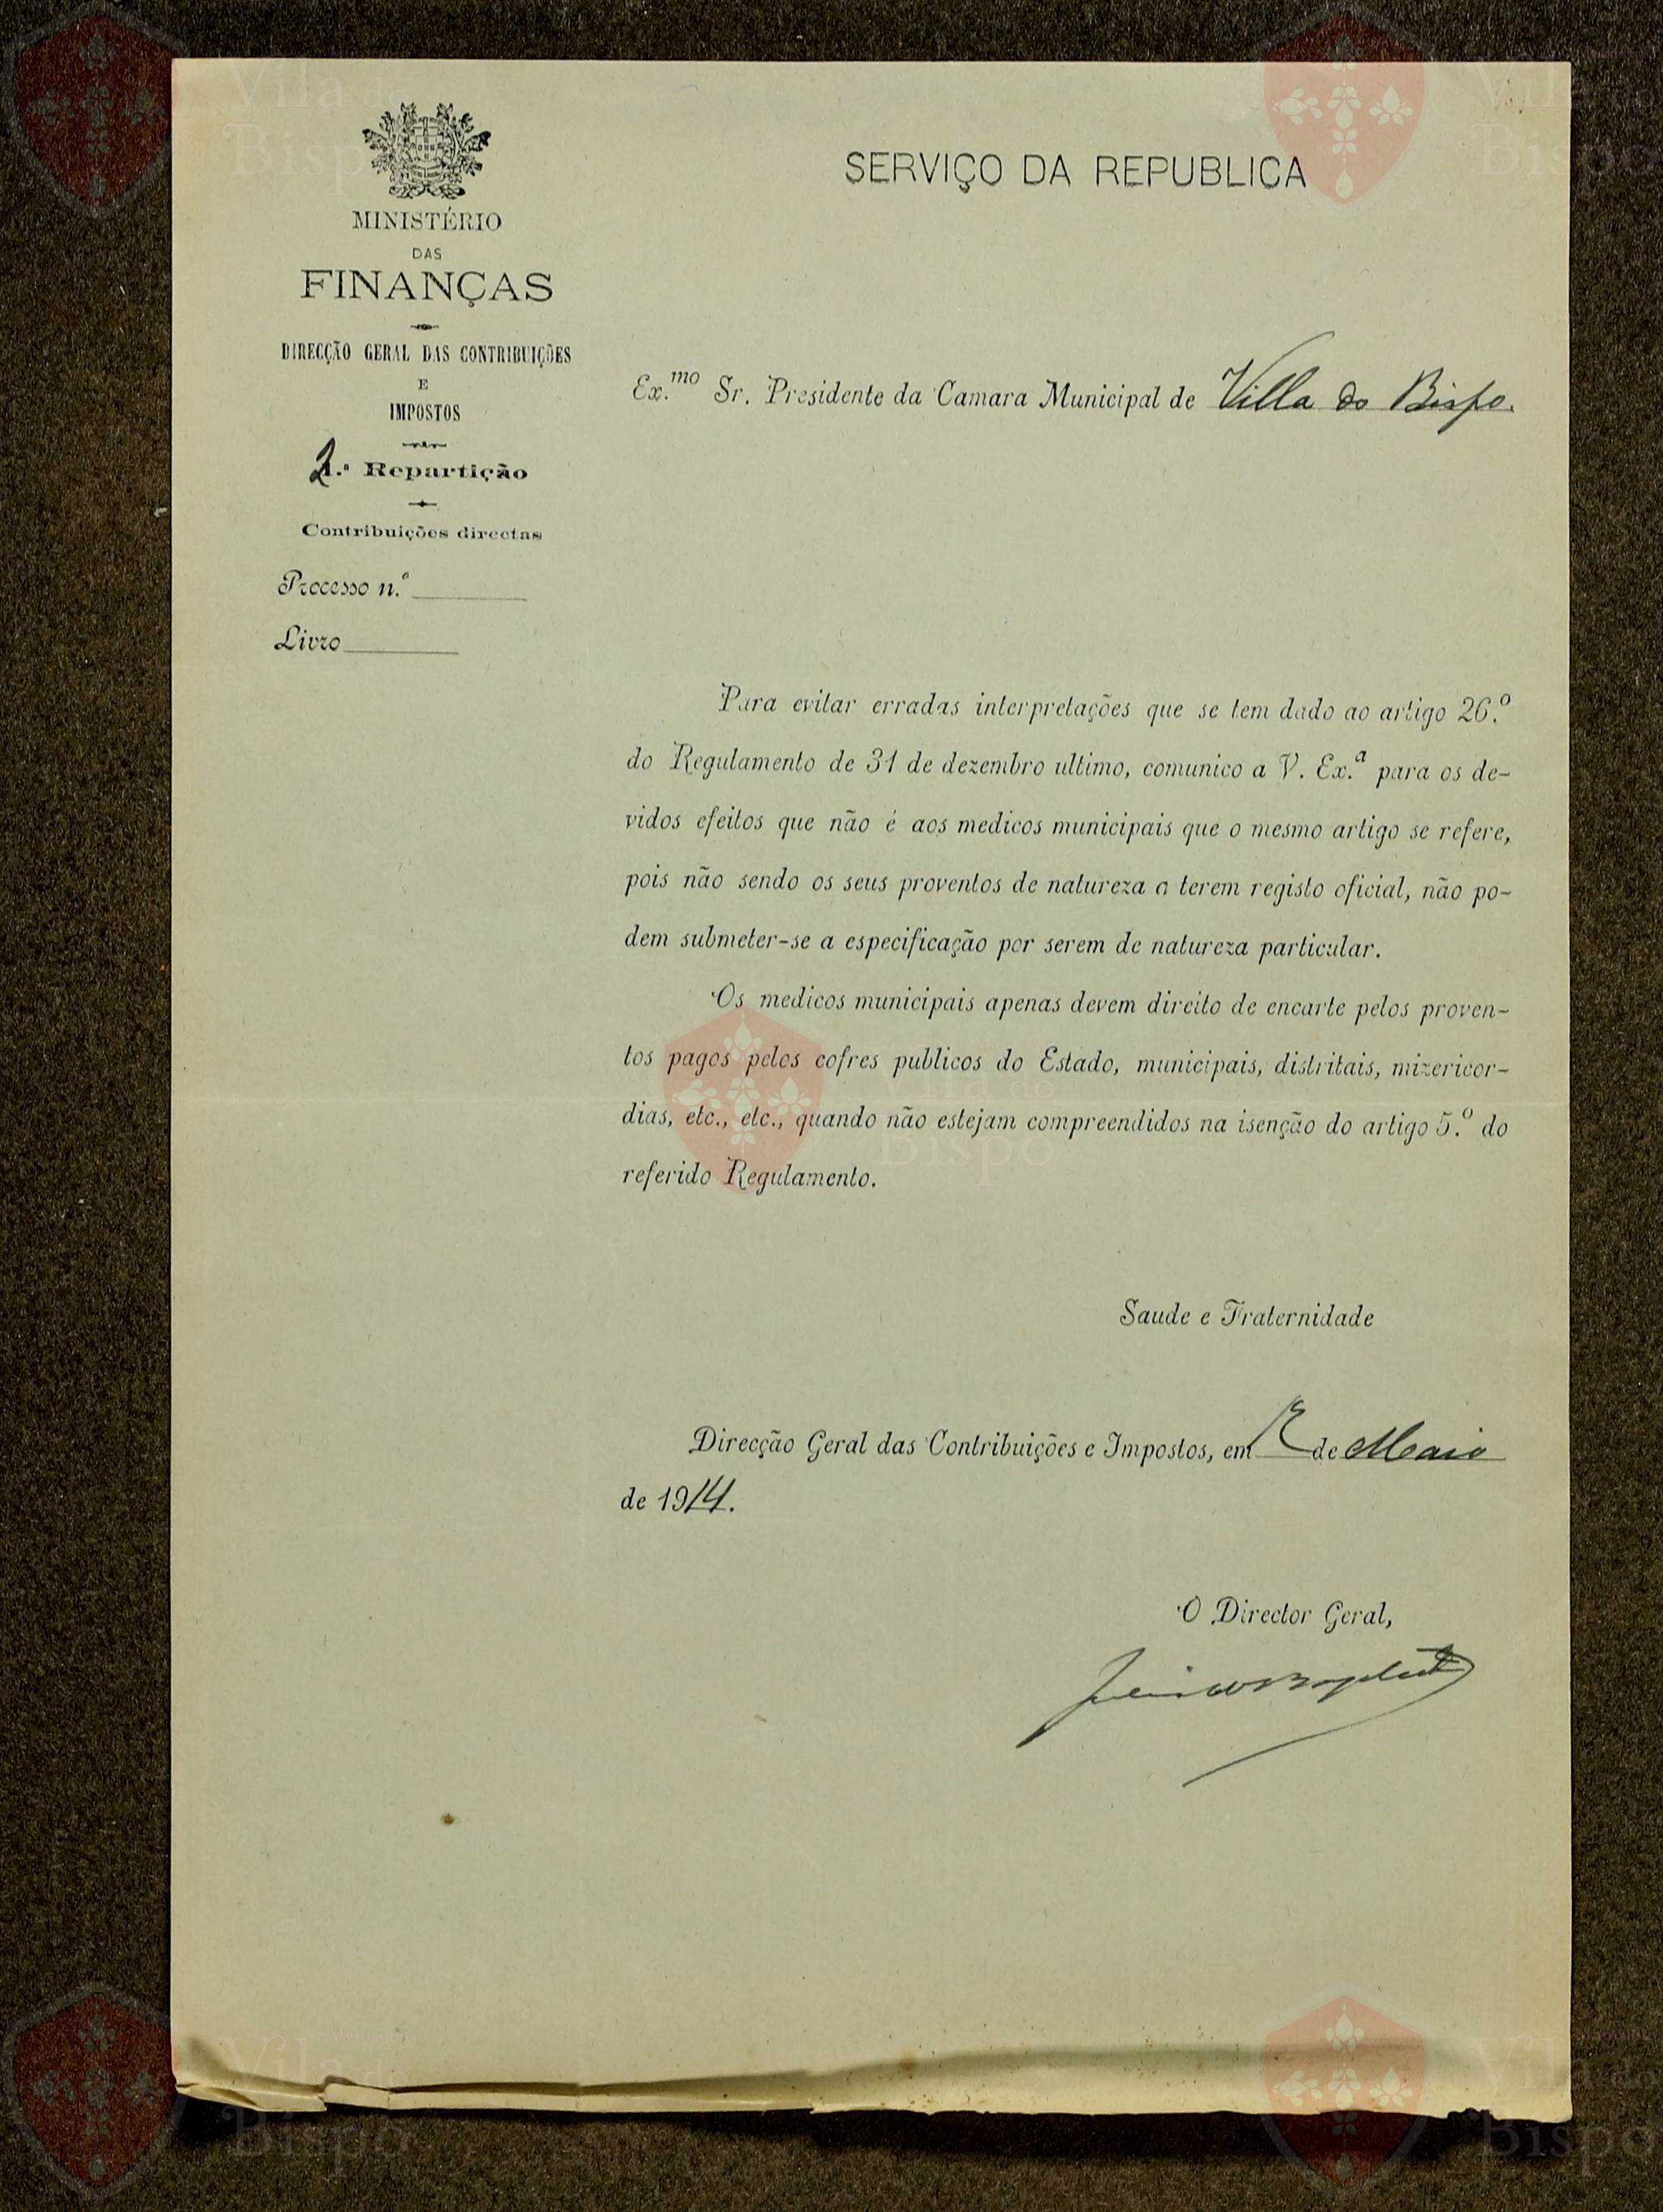 SERVIÇO DA REPUBLICA
MINISTÉRIO
DAS
FINANÇAS
DIRECÇÃO GERAL DAS CONTRIBUIÇÕES
E
IMPOSTOS
2.ª Repartição
Contribuições directas
Processo n.º
Livro
Ex.mo Sr. Presidente da Camara Municipal de Villa do Bispo.
Para evitar erradas interpretações que se tem dado ao artigo 26.º
do Regulamento de 31 de dezembro ultimo, comunico a V. Ex.ª para os de-
vidos efeitos que não é aos medicos municipais que o mesmo artigo se refere,
pois não sendo os seus proventos de natureza a terem registo oficial, não po-
dem submeter-se a especificação por serem de natureza particular.
Os medicos municipais apenas devem direito de encarte pelos proven-
tos pagos pelos cofres publicos do Estado, municipais, distritais, mizericor-
dias, etc., etc., quando não estejam compreendidos na isenção do artigo 5.º do
referido Regulamento.
Saude e Fraternidade
Direcção Geral das Contribuições e Impostos, em de Maio
de 1914.
O Director Geral,
Vila do
Bispo